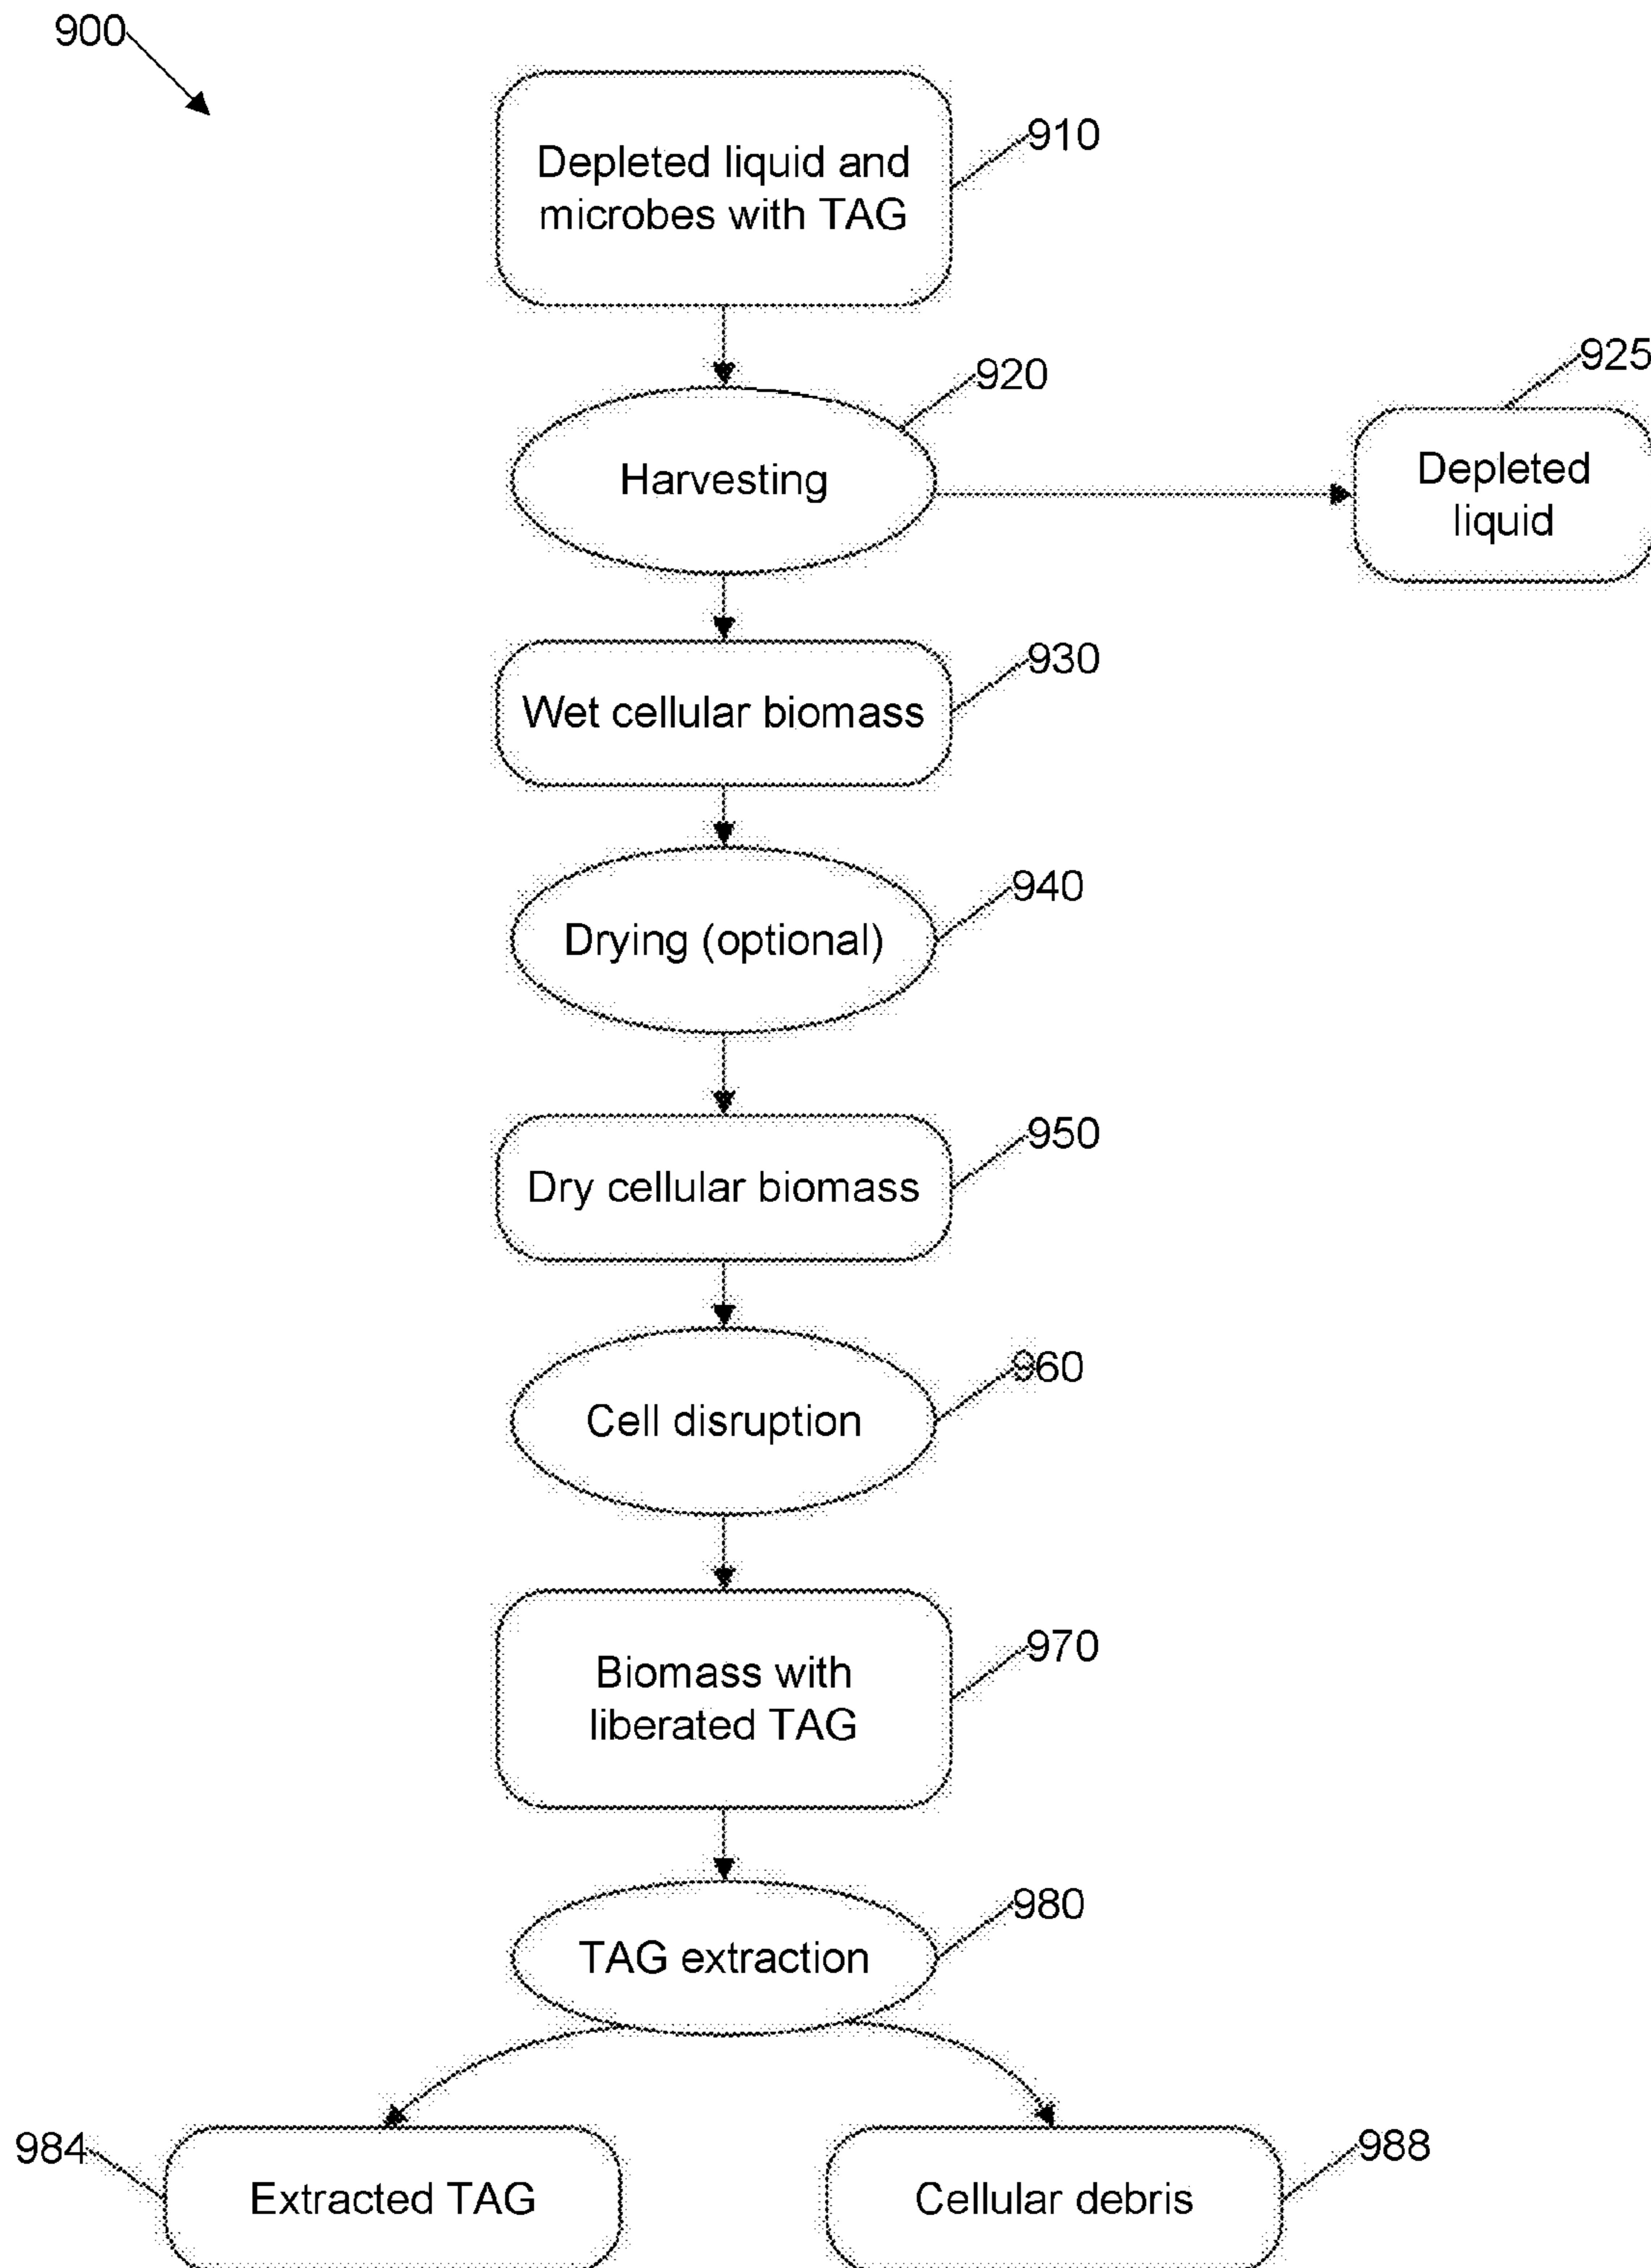 900
910
Depleted liquid and
microbes with TAG
920
925
Harvesting
Depleted
liquid
930
Wet cellular biomass
940
Drying (optional)
950
Dry cellular biomass
960
Cell disruption
970
Biomass with
liberated TAG
980
TAG extraction
984
Extracted TAG
988
Cellular debris